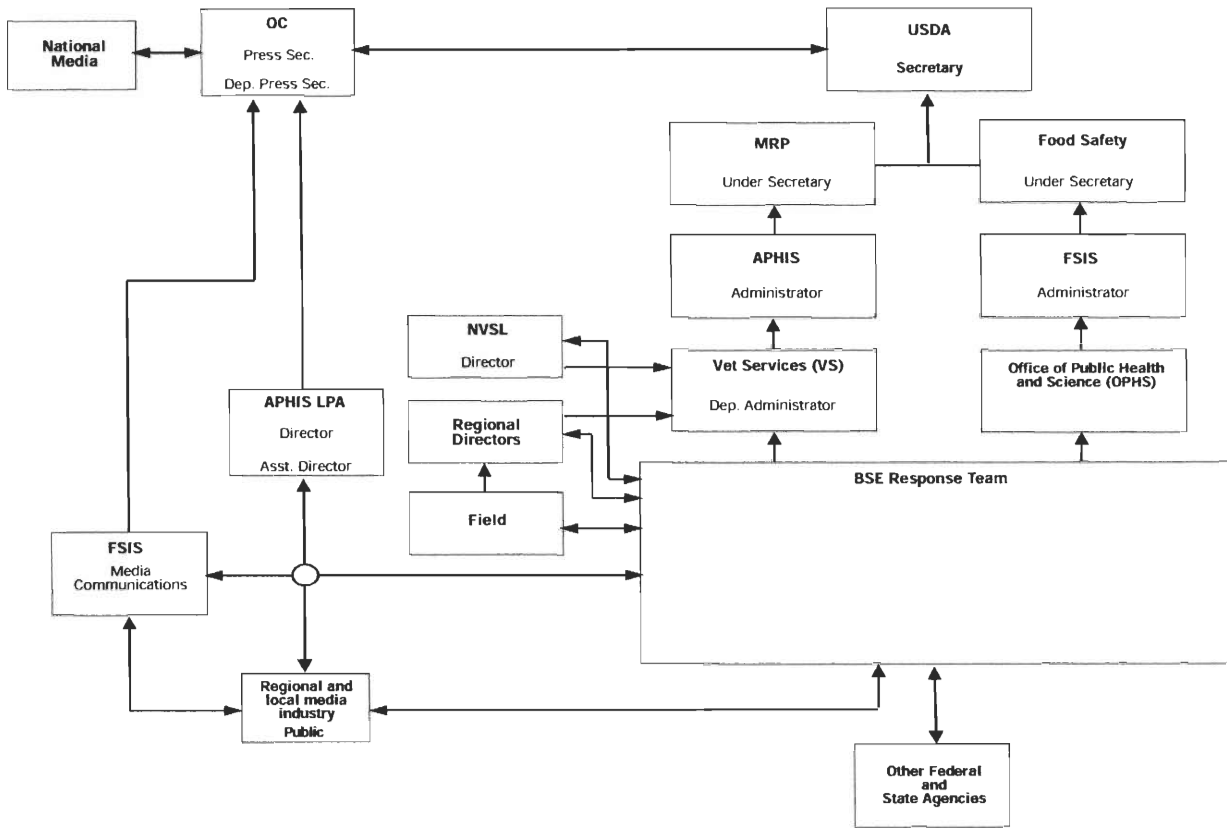 OC
Press Sec.
Dep. Press Sec.
National
Media
USDA
Secretary
MRP
Under Secretary
Food Safety
Under Secretary
APHIS
Administrator
FSIS
Administrator
NVSL
Director
Vet Services (VS)
Dep. Administrator
Office of Public Health
and Science (OPHS)
APHIS LPA
Director
Asst. Director
Regional
Directors
BSE Response Team
Field
FSIS
Media
Communications
Regional and
local media
industry
Public
Other Federal
and
State Agencies